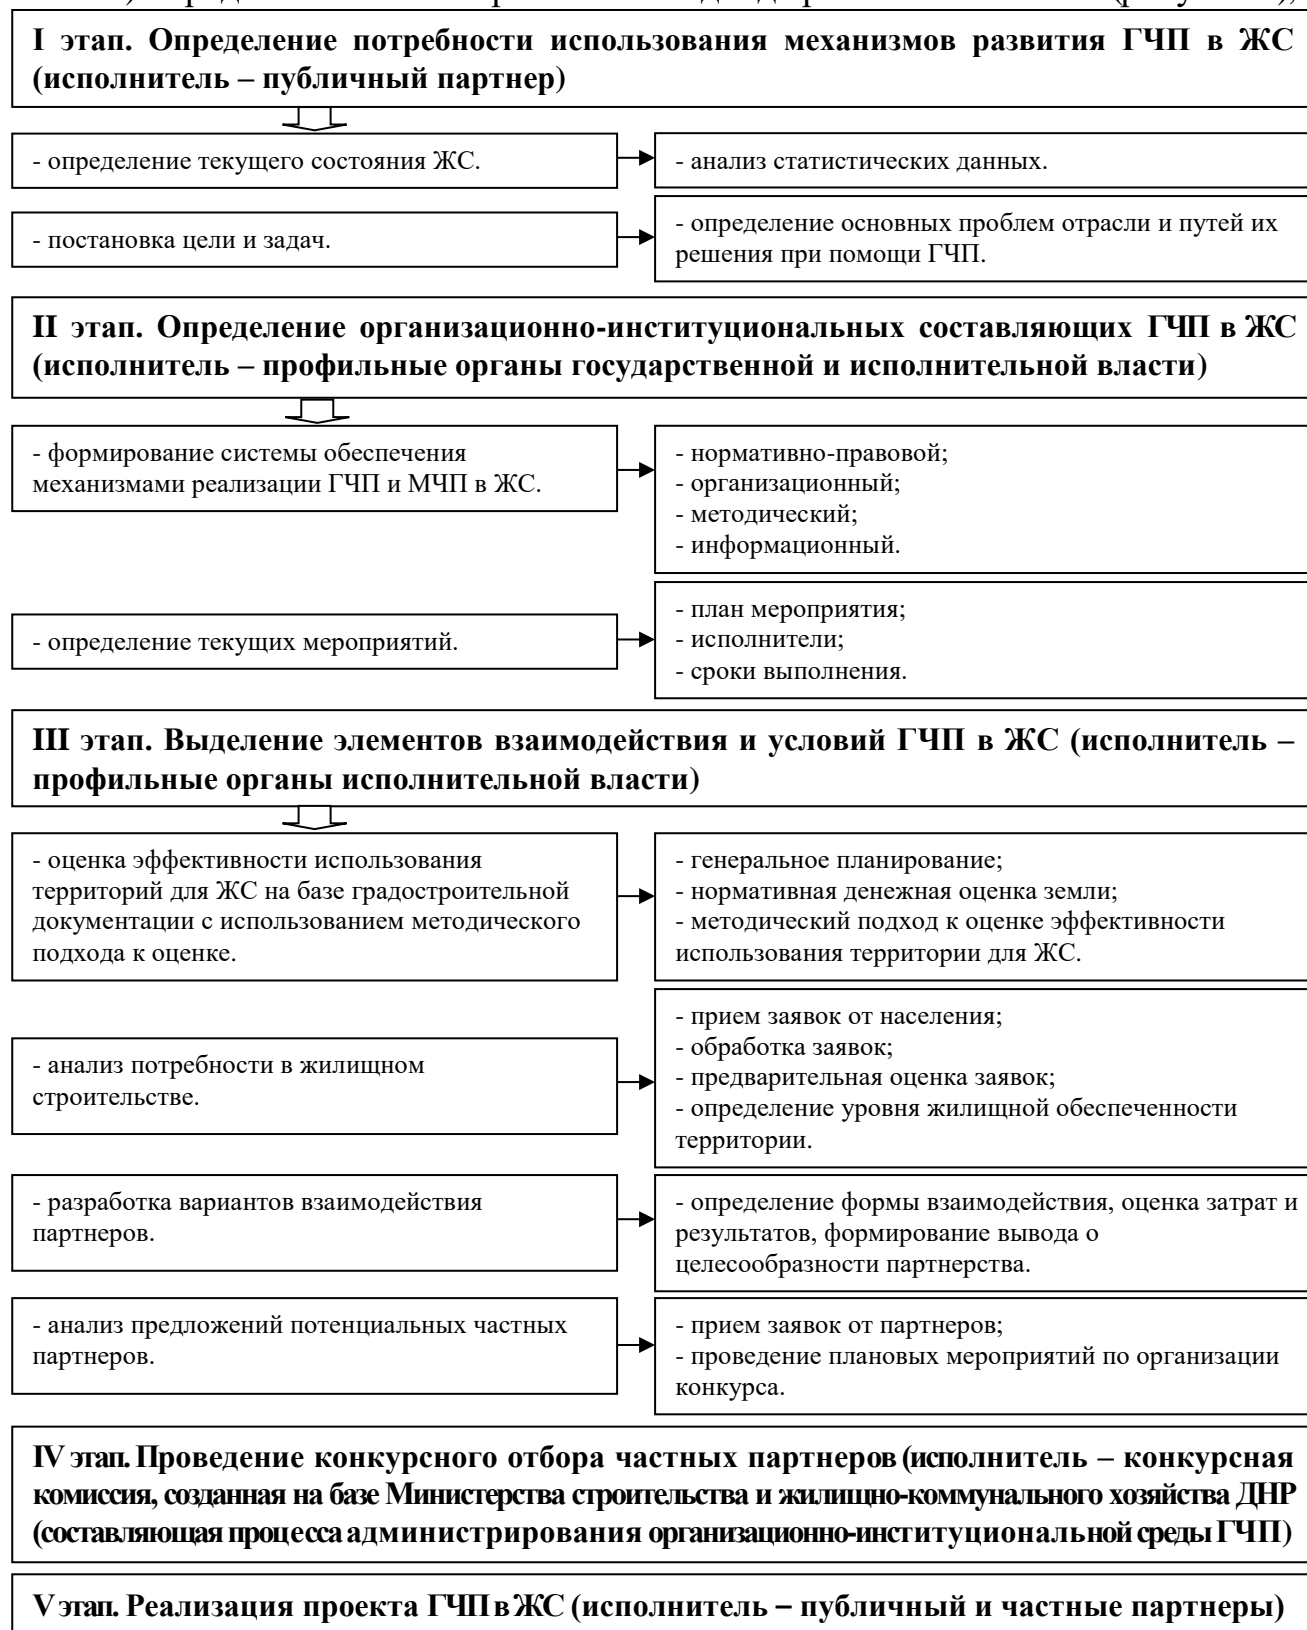 I этап. Определение потребности использования механизмов развития ГЧП в ЖС
(исполнитель – публичный партнер)
- определение текущего состояния ЖС.
- анализ статистических данных.
- постановка цели и задач.
- определение основных проблем отрасли и путей их
решения при помощи ГЧП.
II этап. Определение организационно-институциональных составляющих ГЧП в ЖС
(исполнитель – профильные органы государственной и исполнительной власти)
- формирование системы обеспечения
механизмами реализации ГЧП и МЧП в ЖС.
- нормативно-правовой;
- организационный;
- методический;
- информационный.
- определение текущих мероприятий.
- план мероприятия;
- исполнители;
- сроки выполнения.
III этап. Выделение элементов взаимодействия и условий ГЧП в ЖС (исполнитель –
профильные органы исполнительной власти)
- оценка эффективности использования
территорий для ЖС на базе градостроительной
документации с использованием методического
подхода к оценке.
- генеральное планирование;
- нормативная денежная оценка земли;
- методический подход к оценке эффективности
использования территории для ЖС.
- анализ потребности в жилищном
строительстве.
- прием заявок от населения;
- обработка заявок;
- предварительная оценка заявок;
- определение уровня жилищной обеспеченности
территории.
- разработка вариантов взаимодействия
партнеров.
- определение формы взаимодействия, оценка затрат и
результатов, формирование вывода о
целесообразности партнерства.
- анализ предложений потенциальных частных
партнеров.
- прием заявок от партнеров;
- проведение плановых мероприятий по организации
конкурса.
IV этап. Проведение конкурсного отбора частных партнеров (исполнитель – конкурсная
комиссия, созданная на базе Министерства строительства и жилищно-коммунального хозяйства ДНР
(составляющая процесса администрирования организационно-институциональной среды ГЧП)
V этап. Реализация проекта ГЧП в ЖС (исполнитель – публичный и частные партнеры)